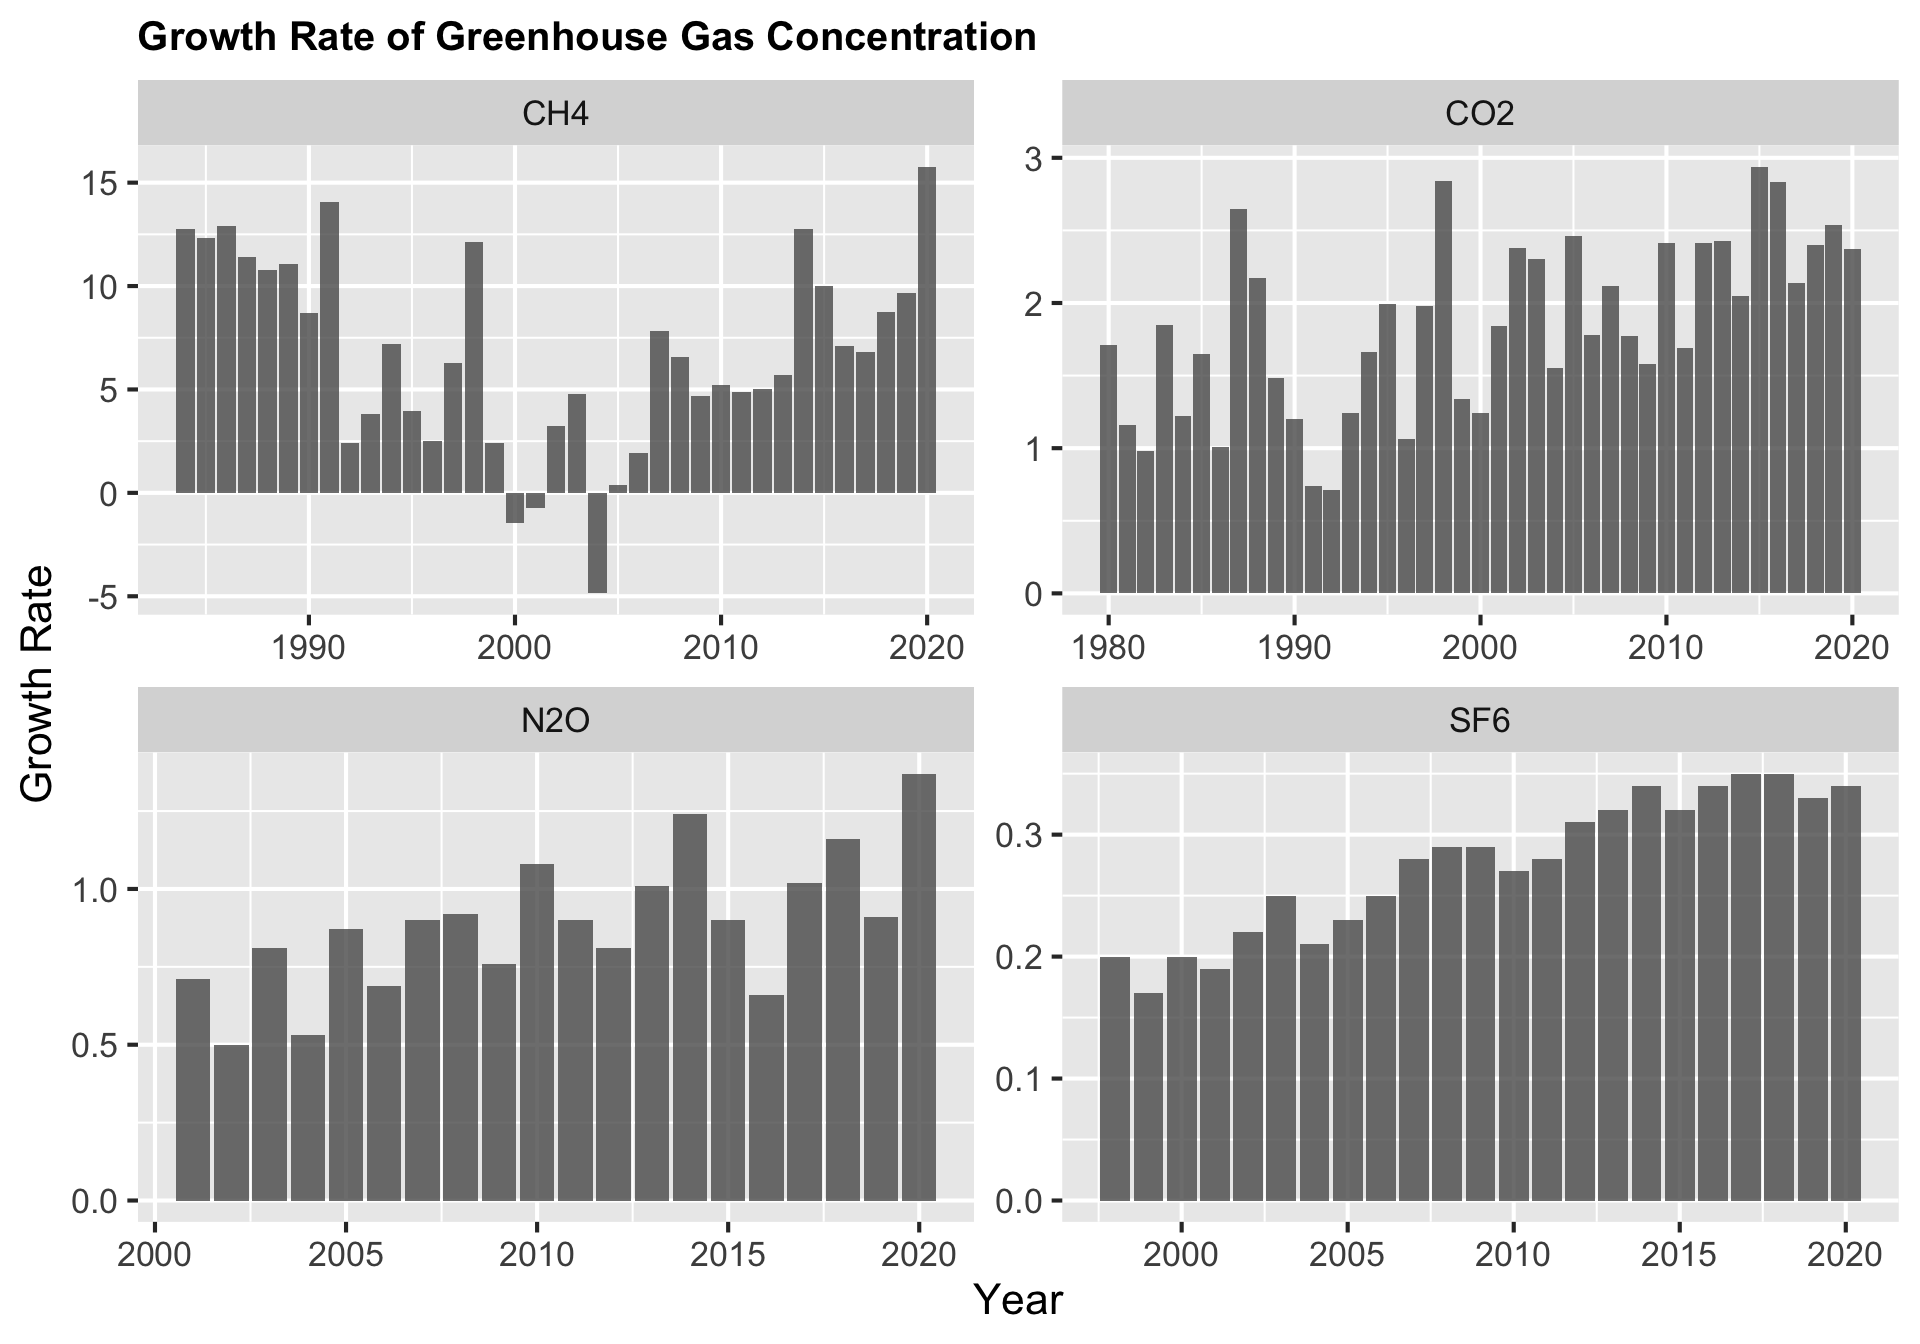 Growth Rate of Greenhouse Gas Concentration
CH4
CO2
15
10
5
0
-5
1990 2000 2010 2020
3
2
1
0
1980 1990 2000 2010 2020
Growth Rate
N2O
SF6
1.0
0.5
0.0
2000 2005 2010 2015 2020
0.3
0.2
0.1
0.0
2000 2005 2010 2015 2020
Year